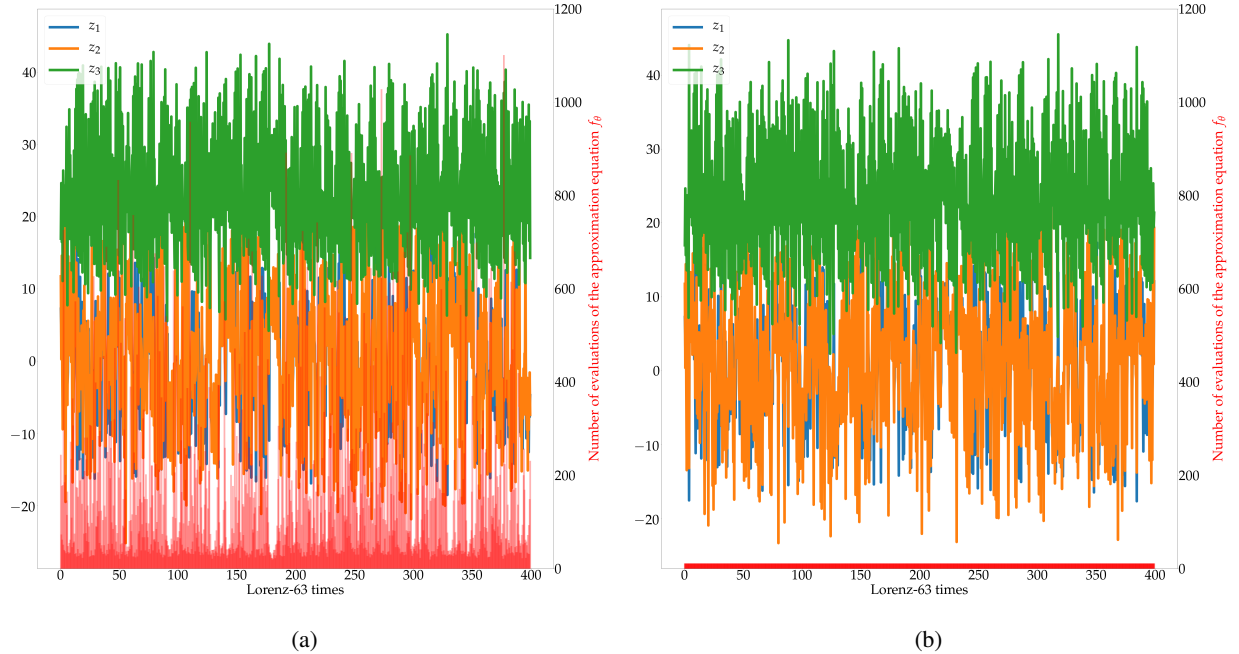 z₁
z₂
z₃
40
30
20
10
0
−10
−20
0 50 100 150 200 250 300 350 400
Lorenz-63 times
1200
1000
800
600
400
200
0
Number of evaluations of the approximation equation f_θ
(a)
z₁
z₂
z₃
40
30
20
10
0
−10
−20
0 50 100 150 200 250 300 350 400
Lorenz-63 times
1200
1000
800
600
400
200
0
Number of evaluations of the approximation equation f_θ
(b)